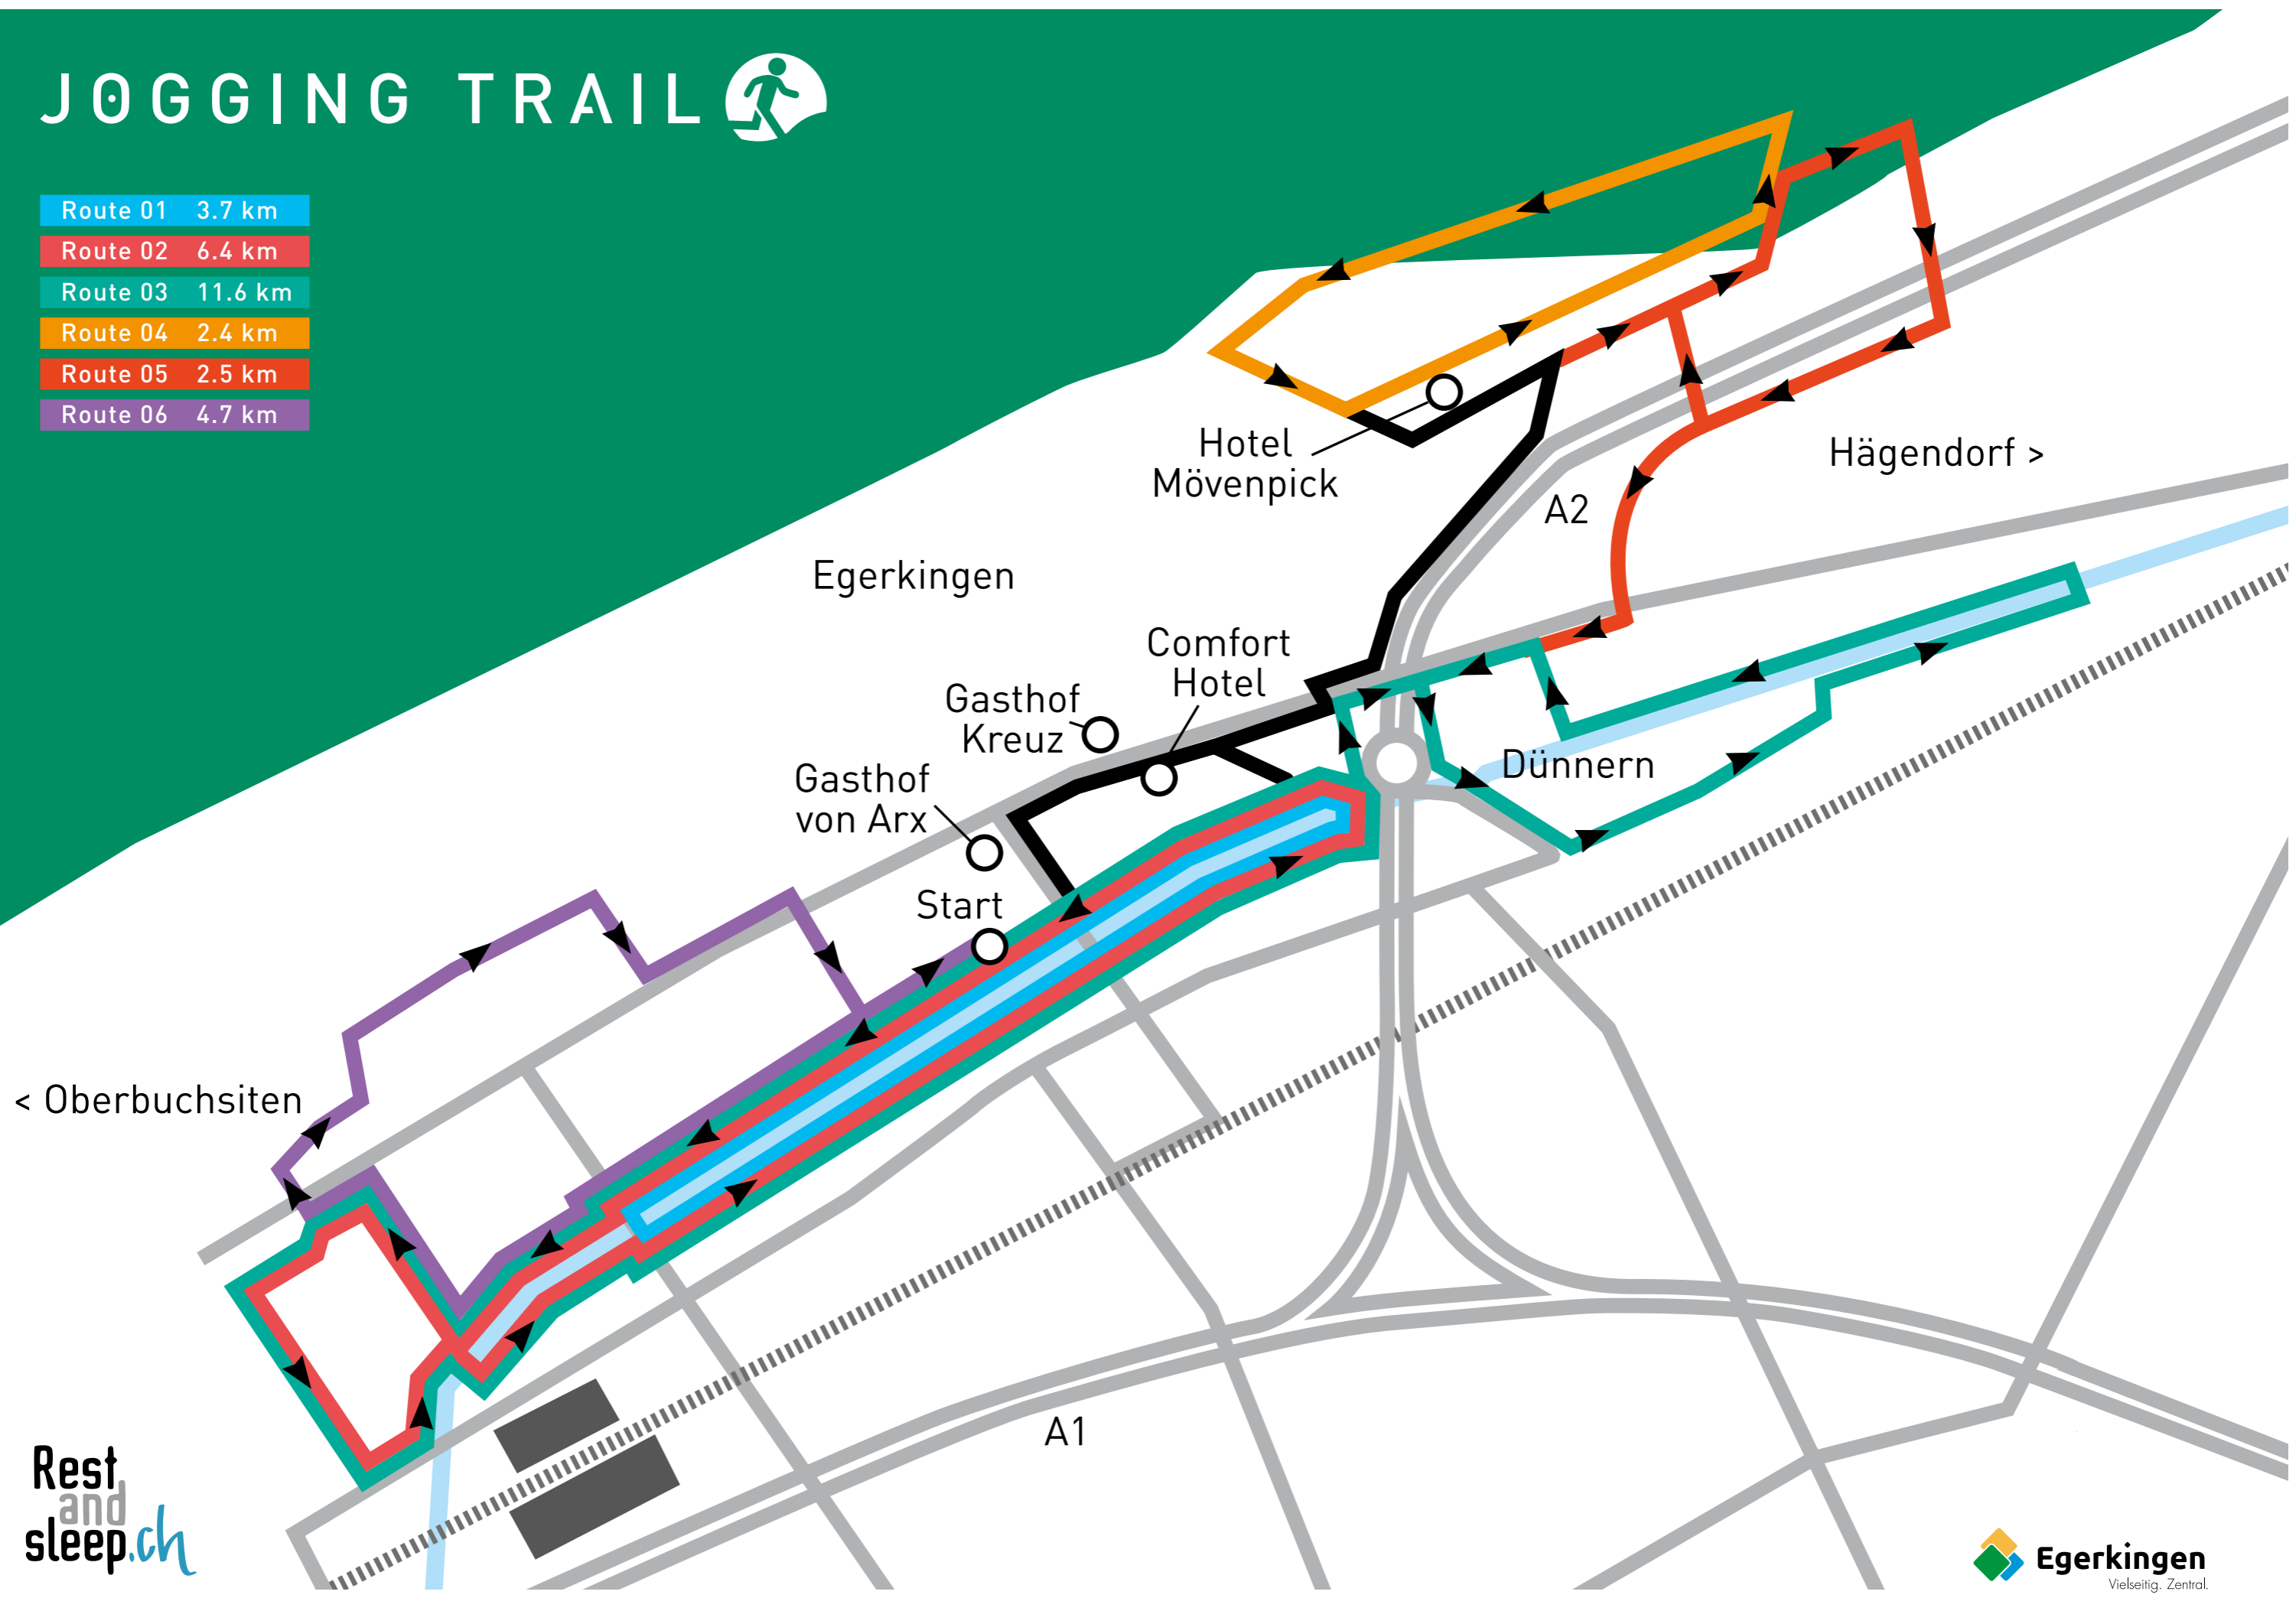 JOGGING TRAIL
Route 01 3.7 km
Route 02 6.4 km
Route 03 11.6 km
Route 04 2.4 km
Route 05 2.5 km
Route 06 4.7 km
Hotel
Mövenpick
Hägendorf >
A2
Egerkingen
Comfort
Hotel
Gasthof
Kreuz
Gasthof
von Arx
Dünnern
Start
< Oberbuchsiten
A1
Rest
and
sleep.ch
Egerkingen
Vielseitig. Zentral.